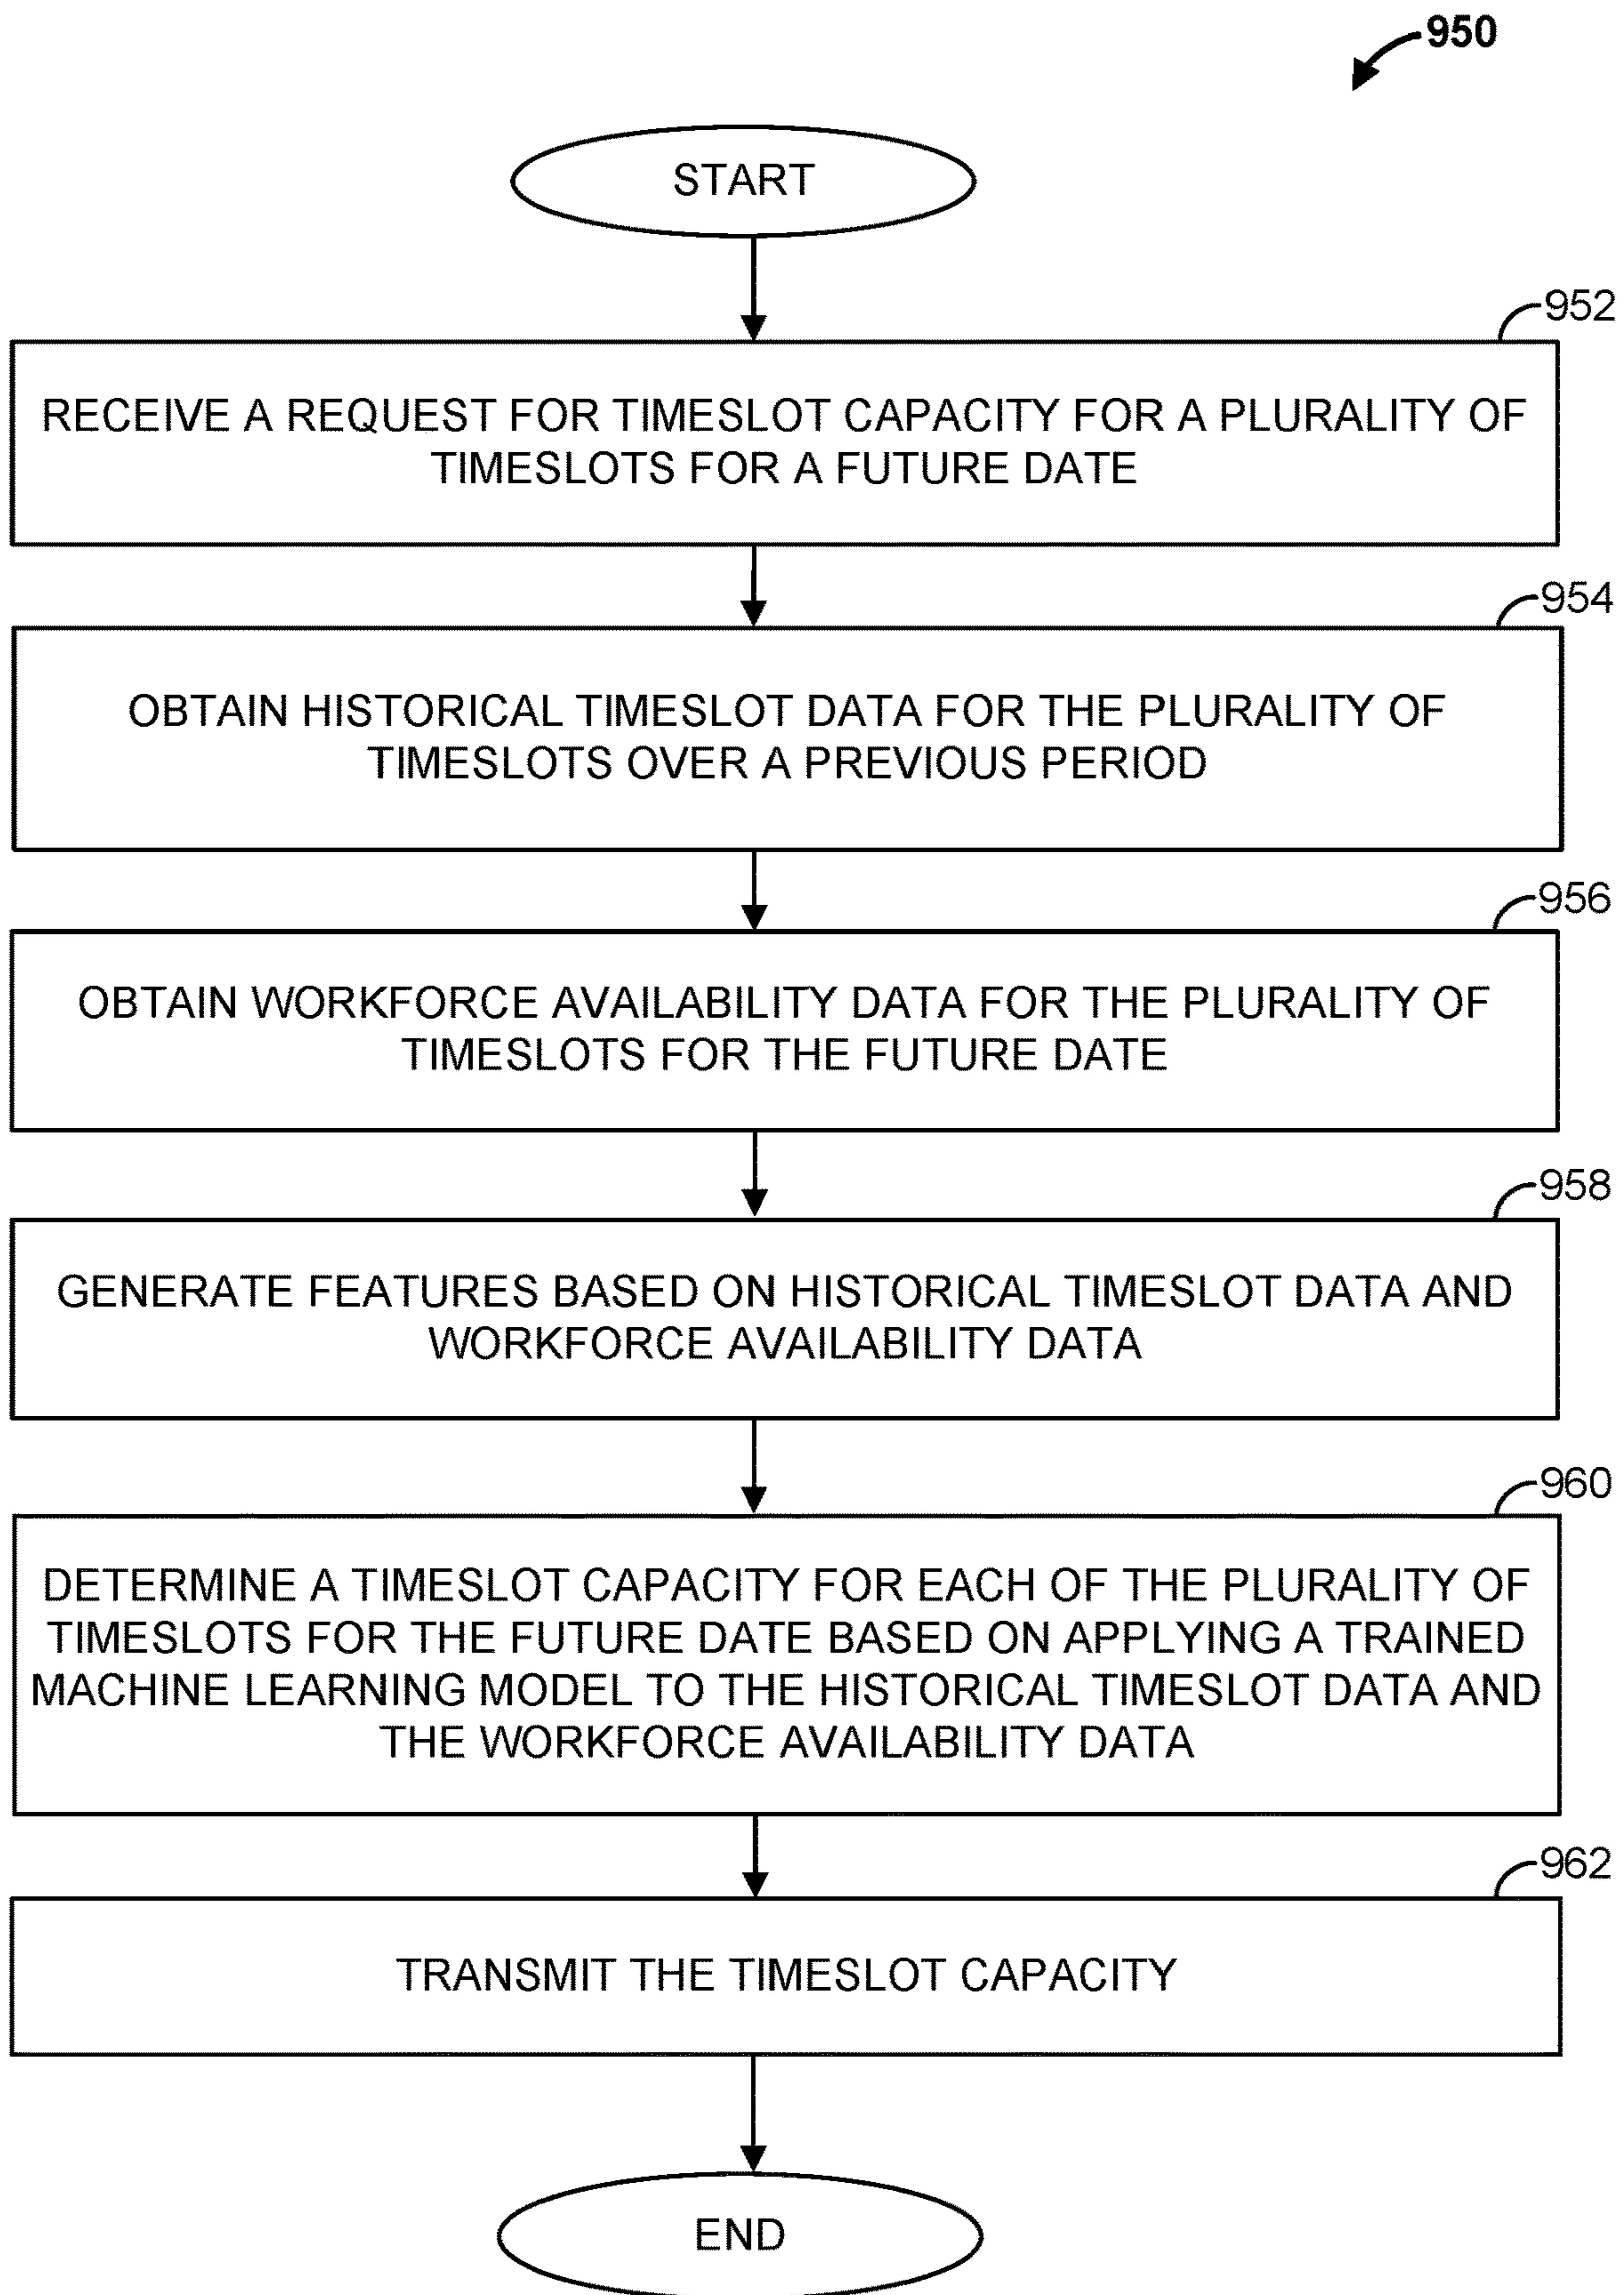 950
START
952
RECEIVE A REQUEST FOR TIMESLOT CAPACITY FOR A PLURALITY OF
TIMESLOTS FOR A FUTURE DATE
954
OBTAIN HISTORICAL TIMESLOT DATA FOR THE PLURALITY OF
TIMESLOTS OVER A PREVIOUS PERIOD
956
OBTAIN WORKFORCE AVAILABILITY DATA FOR THE PLURALITY OF
TIMESLOTS FOR THE FUTURE DATE
958
GENERATE FEATURES BASED ON HISTORICAL TIMESLOT DATA AND
WORKFORCE AVAILABILITY DATA
960
DETERMINE A TIMESLOT CAPACITY FOR EACH OF THE PLURALITY OF
TIMESLOTS FOR THE FUTURE DATE BASED ON APPLYING A TRAINED
MACHINE LEARNING MODEL TO THE HISTORICAL TIMESLOT DATA AND
THE WORKFORCE AVAILABILITY DATA
962
TRANSMIT THE TIMESLOT CAPACITY
END